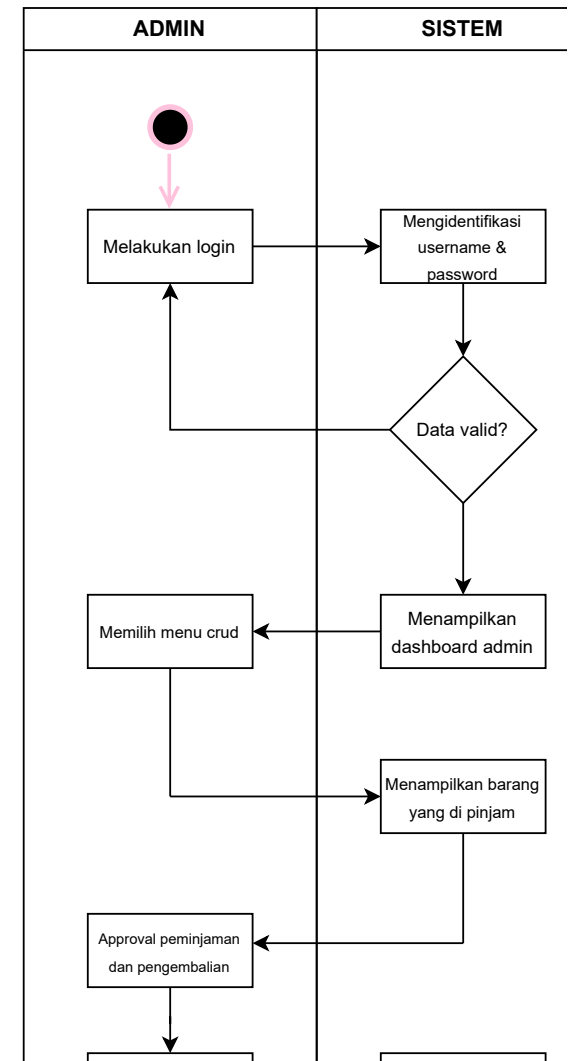 ADMIN
SISTEM
Melakukan login
Mengidentifikasi
username &
password
Data valid?
Menampilkan
dashboard admin
Memilih menu crud
Menampilkan barang
yang di pinjam
Approval peminjaman
dan pengembalian